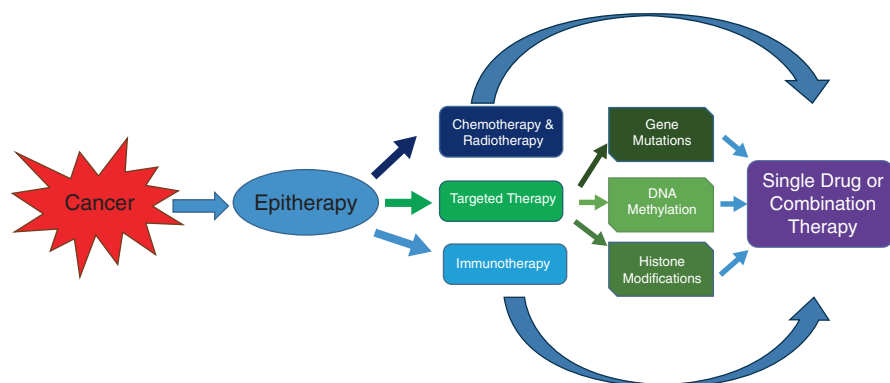 Cancer
Epitherapy
Chemotherapy &
Radiotherapy
Targeted Therapy
Immunotherapy
Gene
Mutations
DNA
Methylation
Histone
Modifications
Single Drug or
Combination
Therapy